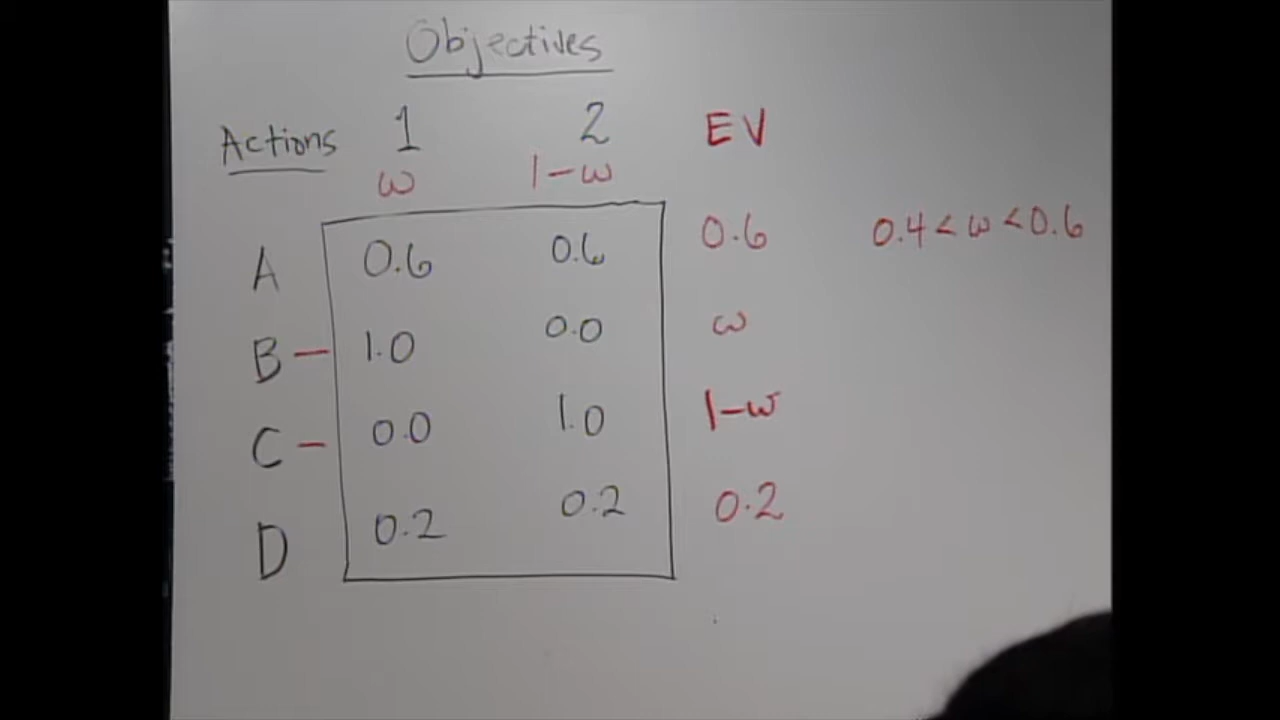 Objectives
Actions 1 2 EV
w 1-w
A 0.6 0.6 0.6 0.4 < w < 0.6
B - 1.0 0.0 w
C - 0.0 1.0 1-w
D 0.2 0.2 0.2